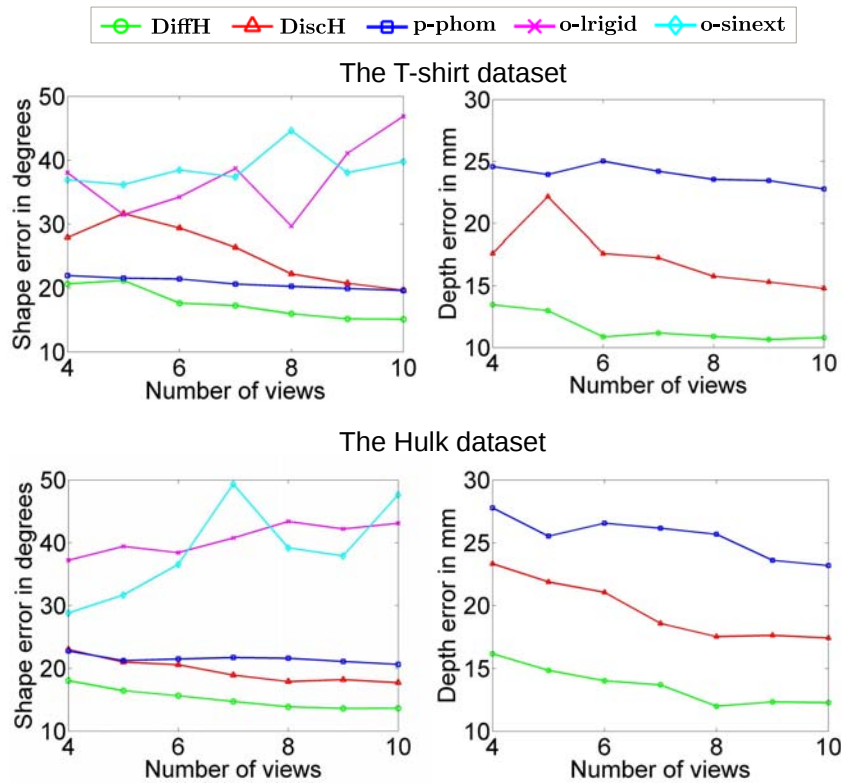 DiffH DiscH p-phom o-lrigid o-sinext
The T-shirt dataset
Shape error in degrees
50
40
30
20
10
4 6 8 10
Number of views
Depth error in mm
30
25
20
15
10
4 6 8 10
Number of views
The Hulk dataset
Shape error in degrees
50
40
30
20
10
4 6 8 10
Number of views
Depth error in mm
30
25
20
15
10
4 6 8 10
Number of views